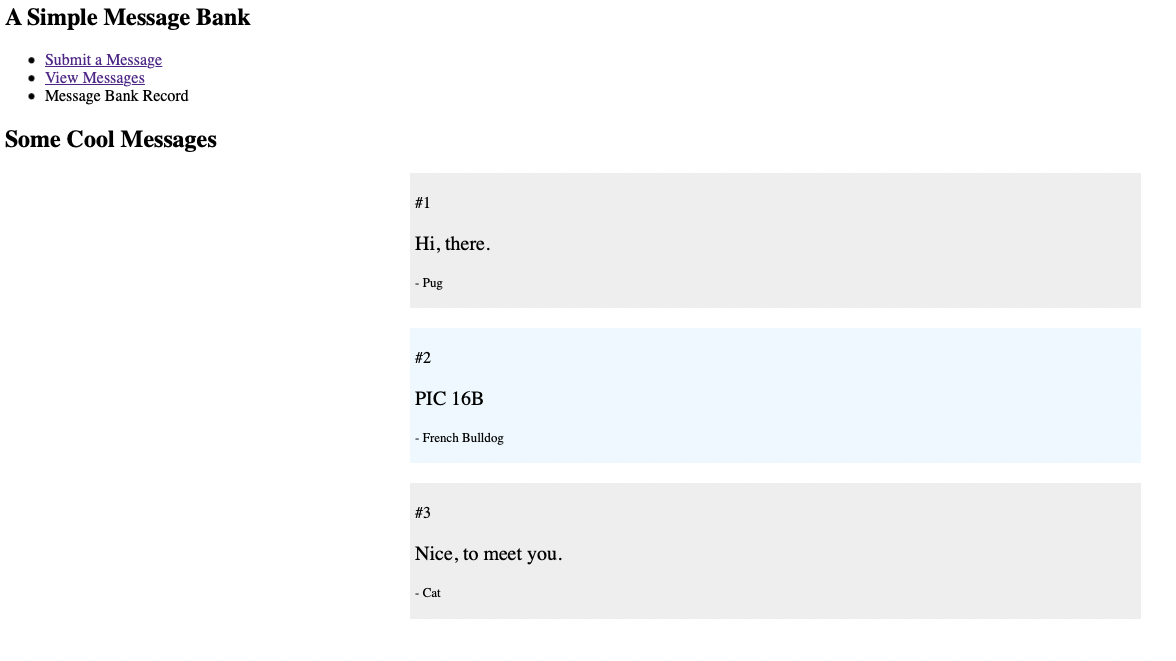 A Simple Message Bank
Submit a Message
View Messages
Message Bank Record
Some Cool Messages
#1
Hi, there.
- Pug
#2
PIC 16B
- French Bulldog
#3
Nice, to meet you.
- Cat